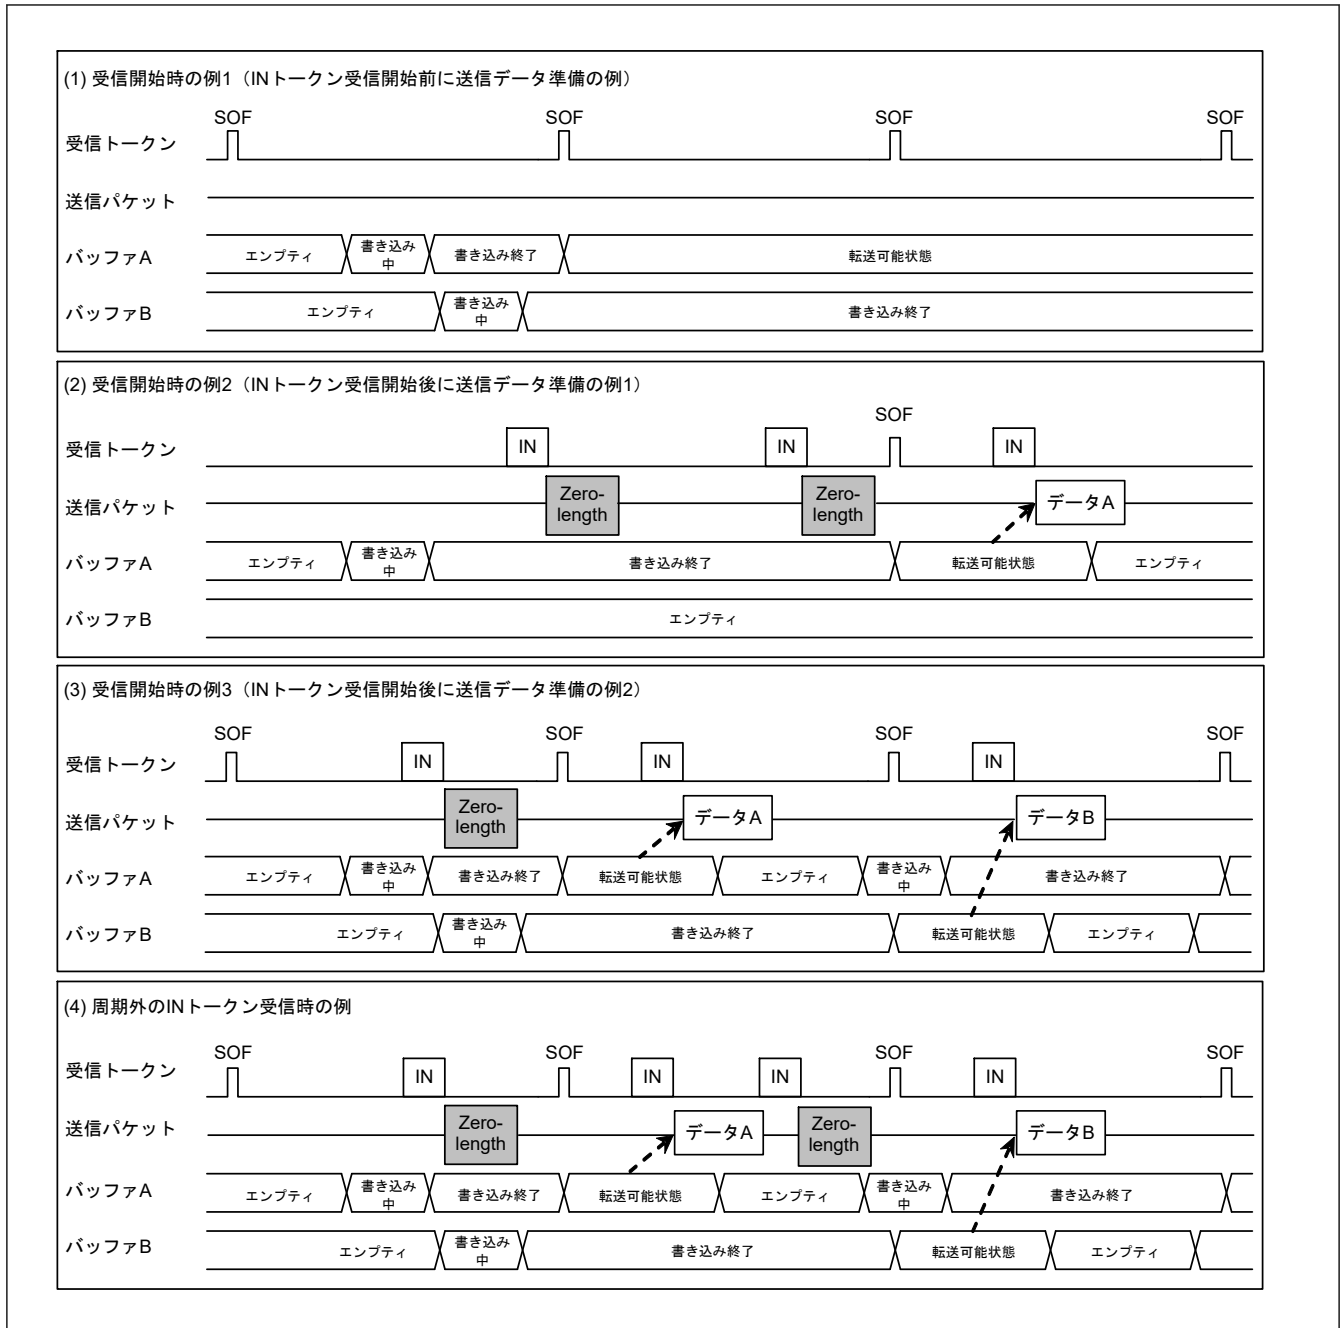 (1) 受信開始時の例1（INトークン受信開始前に送信データ準備の例）
SOF SOF SOF SOF
受信トークン
送信パケット
バッファA エンプティ 書き込み中 書き込み終了 転送可能状態
バッファB エンプティ 書き込み中 書き込み終了
(2) 受信開始時の例2（INトークン受信開始後に送信データ準備の例1）
SOF
受信トークン IN IN IN
送信パケット Zero-length Zero-length データA
バッファA エンプティ 書き込み中 書き込み終了 転送可能状態 エンプティ
バッファB エンプティ
(3) 受信開始時の例3（INトークン受信開始後に送信データ準備の例2）
SOF SOF SOF SOF
受信トークン IN IN IN
送信パケット Zero-length データA データB
バッファA エンプティ 書き込み中 書き込み終了 転送可能状態 エンプティ 書き込み中 書き込み終了
バッファB エンプティ 書き込み中 書き込み終了 転送可能状態 エンプティ
(4) 周期外のINトークン受信時の例
SOF SOF SOF SOF
受信トークン IN IN IN IN
送信パケット Zero-length データA Zero-length データB
バッファA エンプティ 書き込み中 書き込み終了 転送可能状態 エンプティ 書き込み中 書き込み終了
バッファB エンプティ 書き込み中 書き込み終了 転送可能状態 エンプティ